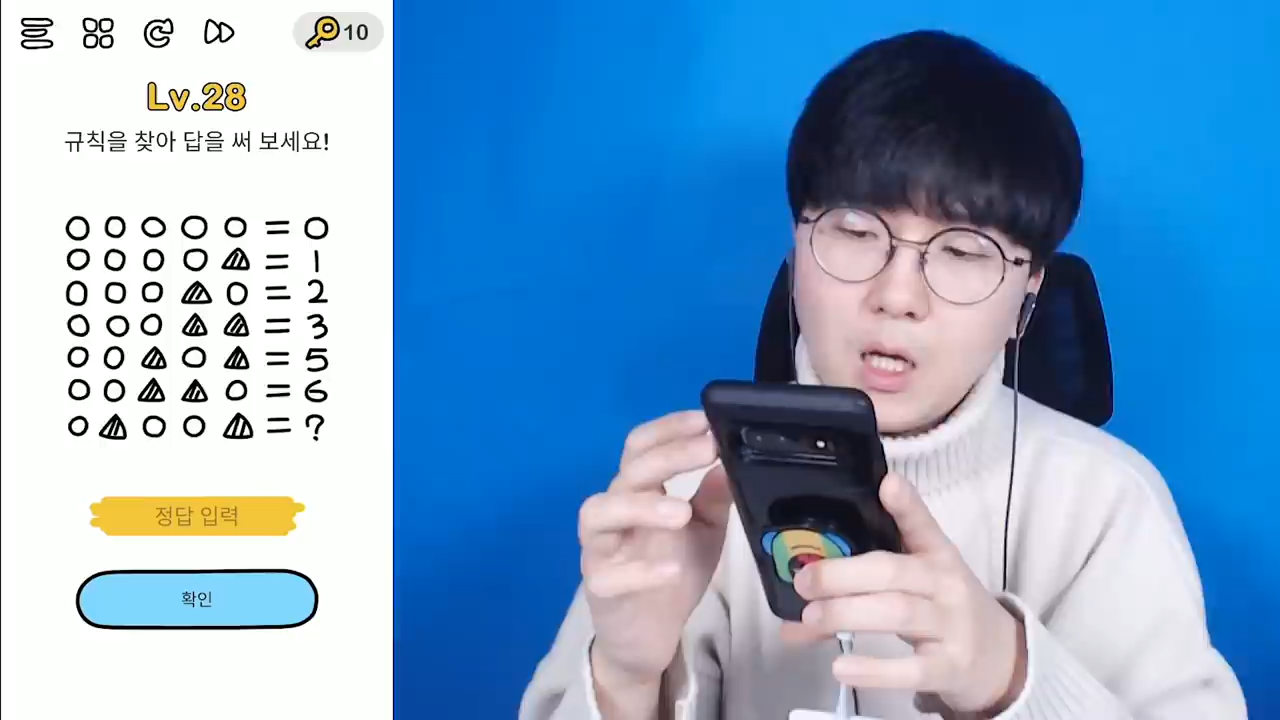 10
Lv.28
규칙을 찾아 답을 써 보세요!
= 0
= 1
= 2
= 3
= 5
= 6
= ?
정답 입력
확인